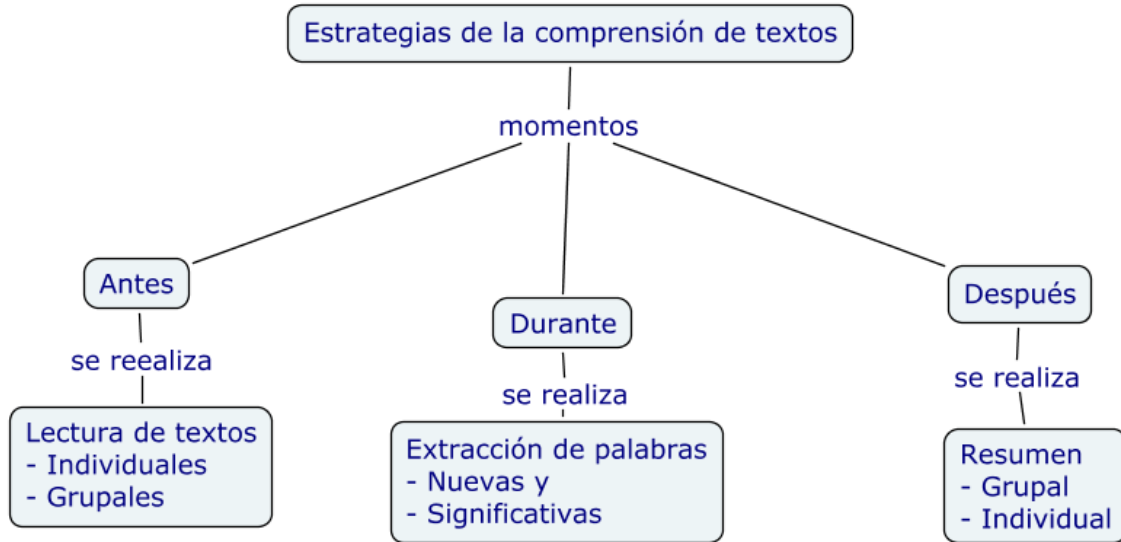 Estrategias de la comprensión de textos
momentos
Antes
se reealiza
Lectura de textos
- Individuales
- Grupales
Durante
se realiza
Extracción de palabras
- Nuevas y
- Significativas
Después
se realiza
Resumen
- Grupal
- Individual